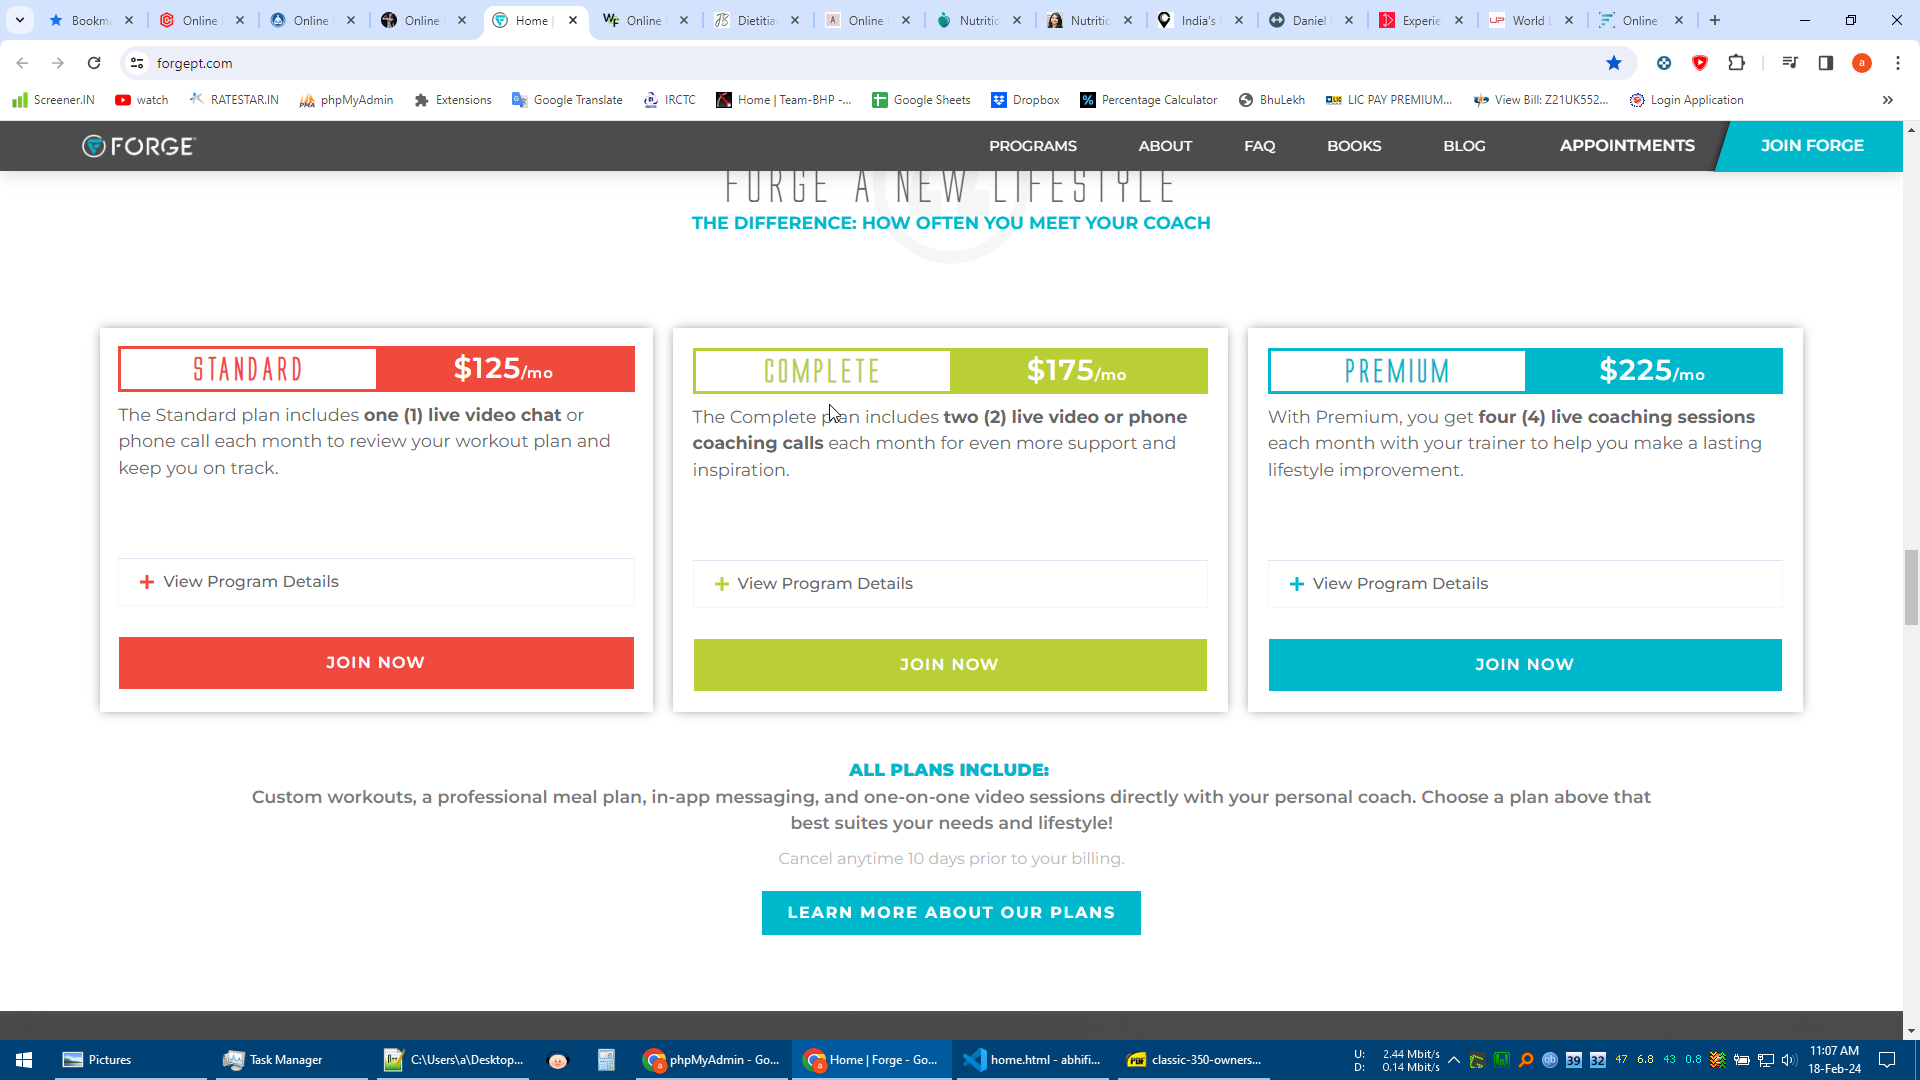 Bookma
Online
Online
Online
Home |
Online
Dietitia
Online
Nutritio
Nutritic
India's
Daniel
Experie
World
Online
forgept.com
a
Screener.IN
watch
RATESTAR.IN
phpMyAdmin
Extensions
Google Translate
IRCTC
Home | Team-BHP -...
Google Sheets
Dropbox
Percentage Calculator
BhuLekh
LIC PAY PREMIUM...
View Bill: Z21UK552...
Login Application
FORGE
PROGRAMS
ABOUT
FAQ
BOOKS
BLOG
APPOINTMENTS
JOIN FORGE
FORGE A NEW LIFESTYLE
THE DIFFERENCE: HOW OFTEN YOU MEET YOUR COACH
STANDARD
$125/mo
The Standard plan includes one (1) live video chat or
phone call each month to review your workout plan and
keep you on track.
View Program Details
JOIN NOW
COMPLETE
$175/mo
The Complete plan includes two (2) live video or phone
coaching calls each month for even more support and
inspiration.
View Program Details
JOIN NOW
PREMIUM
$225/mo
With Premium, you get four (4) live coaching sessions
each month with your trainer to help you make a lasting
lifestyle improvement.
View Program Details
JOIN NOW
ALL PLANS INCLUDE:
Custom workouts, a professional meal plan, in-app messaging, and one-on-one video sessions directly with your personal coach. Choose a plan above that
best suites your needs and lifestyle!
Cancel anytime 10 days prior to your billing.
LEARN MORE ABOUT OUR PLANS
Pictures
Task Manager
C:\Users\a\Desktop...
phpMyAdmin - Go...
Home | Forge - Go...
home.html - abhifi...
classic-350-owners...
U: 2.44 Mbit/s
D: 0.14 Mbit/s
39
32
47
6.8
43
0.8
11:07 AM
18-Feb-24